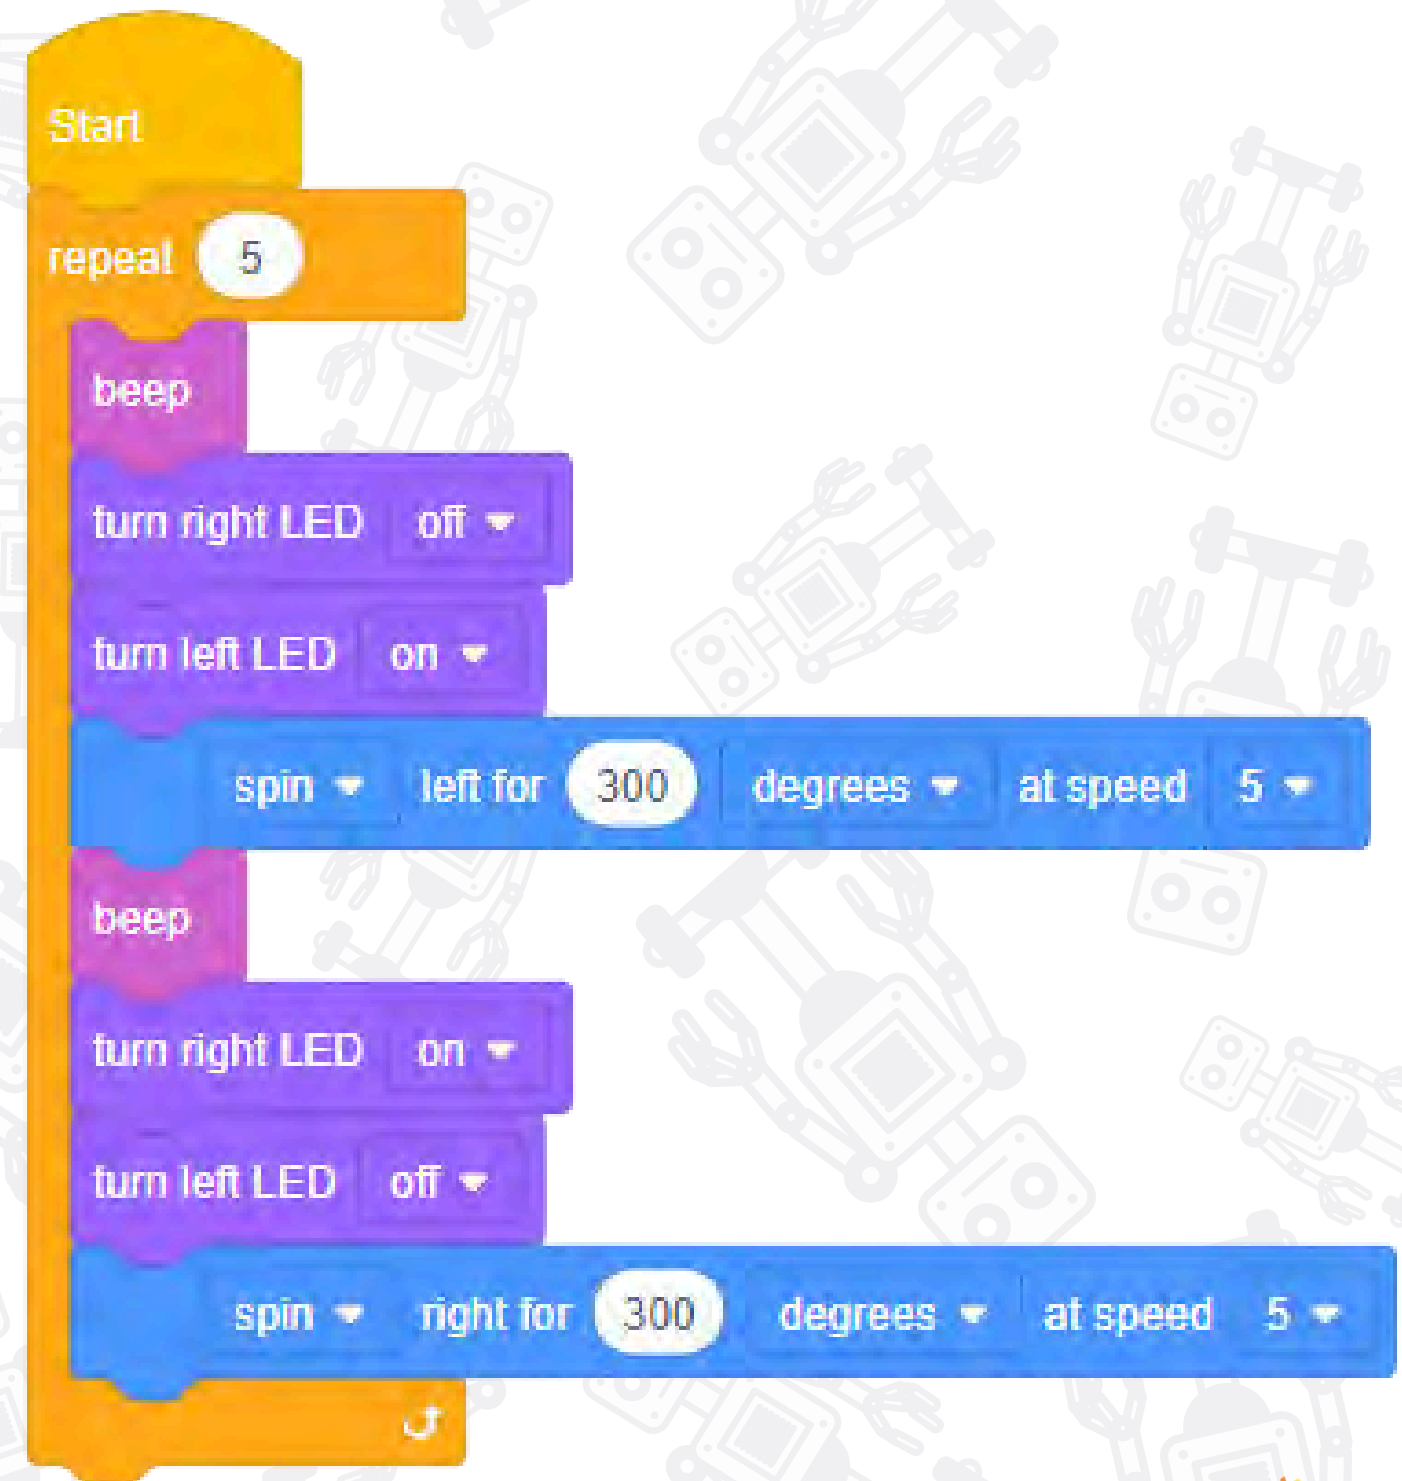 Start
repeat 5
beep
turn right LED off
turn left LED on
spin left for 300 degrees at speed 5
beep
turn right LED on
turn left LED off
spin right for 300 degrees at speed 5